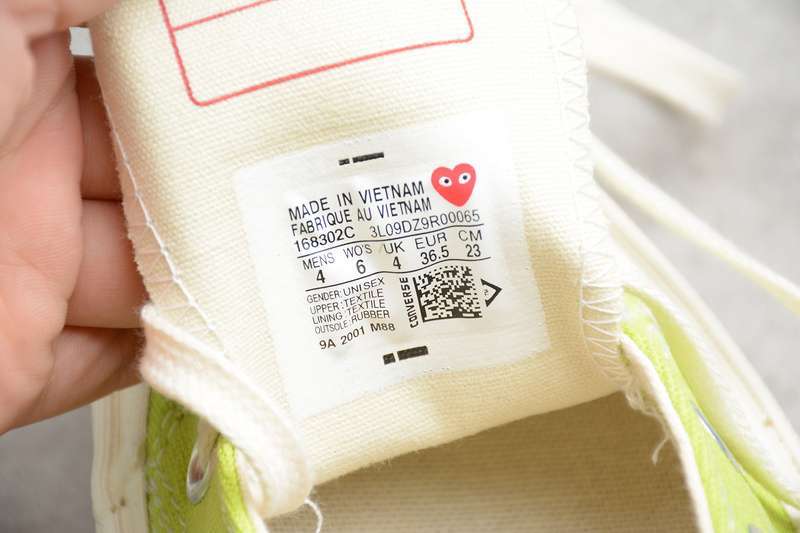 MADE IN VIETNAM
FABRIQUE AU VIETNAM
168302C 3L09DZ9R00065
MENS WO'S UK EUR CM
4 6 4 36.5 23
GENDER:UNISEX
UPPER:TEXTILE
LINING:TEXTILE
OUTSOLE:RUBBER
9A 2001 M88
CONVERSE